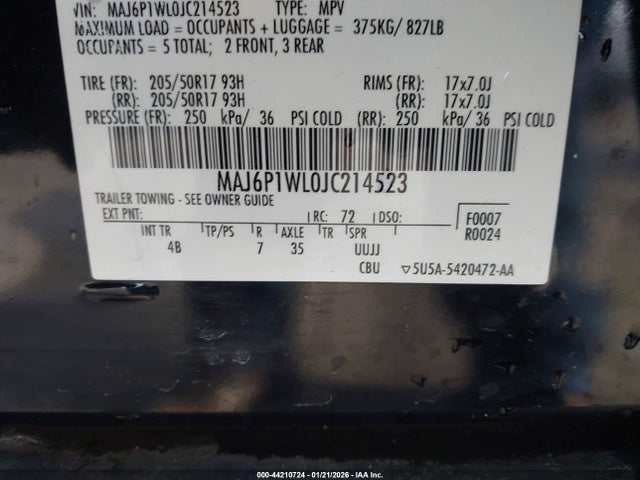 VIN: MAJ6P1WL0JC214523 TYPE: MPV
MAXIMUM LOAD = OCCUPANTS + LUGGAGE = 375KG/ 827LB
OCCUPANTS = 5 TOTAL; 2 FRONT, 3 REAR
TIRE (FR): 205/50R17 93H RIMS (FR): 17x7.0J
(RR): 205/50R17 93H (RR): 17x7.0J
PRESSURE (FR): 250 kPa/ 36 PSI COLD (RR): 250 kPa/ 36 PSI COLD
MAJ6P1WL0JC214523
TRAILER TOWING - SEE OWNER GUIDE
EXT PNT: RC: 72 DSO: F0007
INT TR TP/PS R AXLE TR SPR R0024
4B 7 35 UUJJ
CBU ▽5U5A-5420472-AA
000-44210724 - 01/21/2026 - IAAI, Inc.